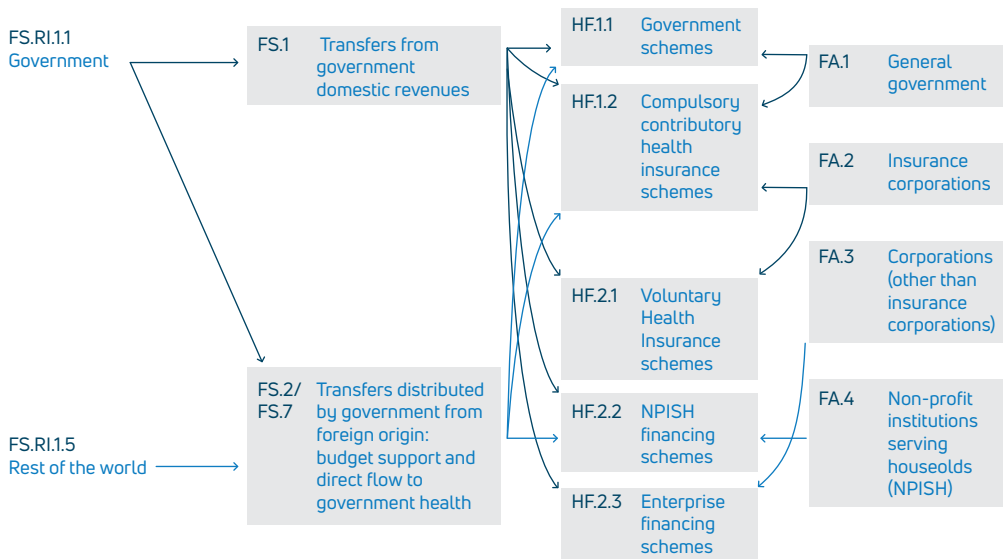 FS.RI.1.1
Government
FS.1 Transfers from
government
domestic revenues
FS.RI.1.5
Rest of the world
FS.2/ Transfers distributed
FS.7 by government from
foreign origin:
budget support and
direct flow to
government health
HF.1.1 Government
schemes
HF.1.2 Compulsory
contributory
health
insurance
schemes
HF.2.1 Voluntary
Health
Insurance
schemes
HF.2.2 NPISH
financing
schemes
HF.2.3 Enterprise
financing
schemes
FA.1 General
government
FA.2 Insurance
corporations
FA.3 Corporations
(other than
insurance
corporations)
FA.4 Non-profit
institutions
serving
houseolds
(NPISH)